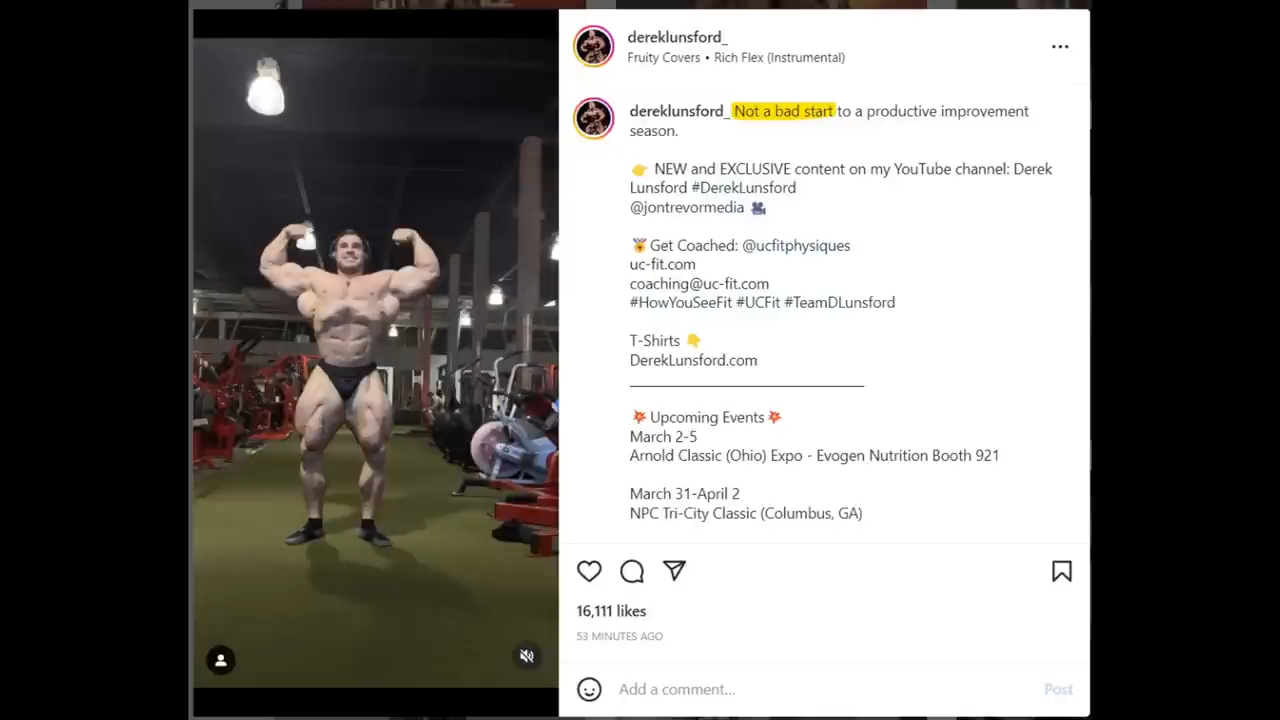 dereklunsford_
Fruity Covers • Rich Flex (Instrumental)
dereklunsford_ Not a bad start to a productive improvement
season.
👉 NEW and EXCLUSIVE content on my YouTube channel: Derek
Lunsford #DerekLunsford
@jontrevormedia 🎥
🏅Get Coached: @ucfitphysiques
uc-fit.com
coaching@uc-fit.com
#HowYouSeeFit #UCFit #TeamDLunsford
T-Shirts 👇
DerekLunsford.com
💥 Upcoming Events 💥
March 2-5
Arnold Classic (Ohio) Expo - Evogen Nutrition Booth 921
March 31-April 2
NPC Tri-City Classic (Columbus, GA)
16,111 likes
53 MINUTES AGO
Add a comment...
Post